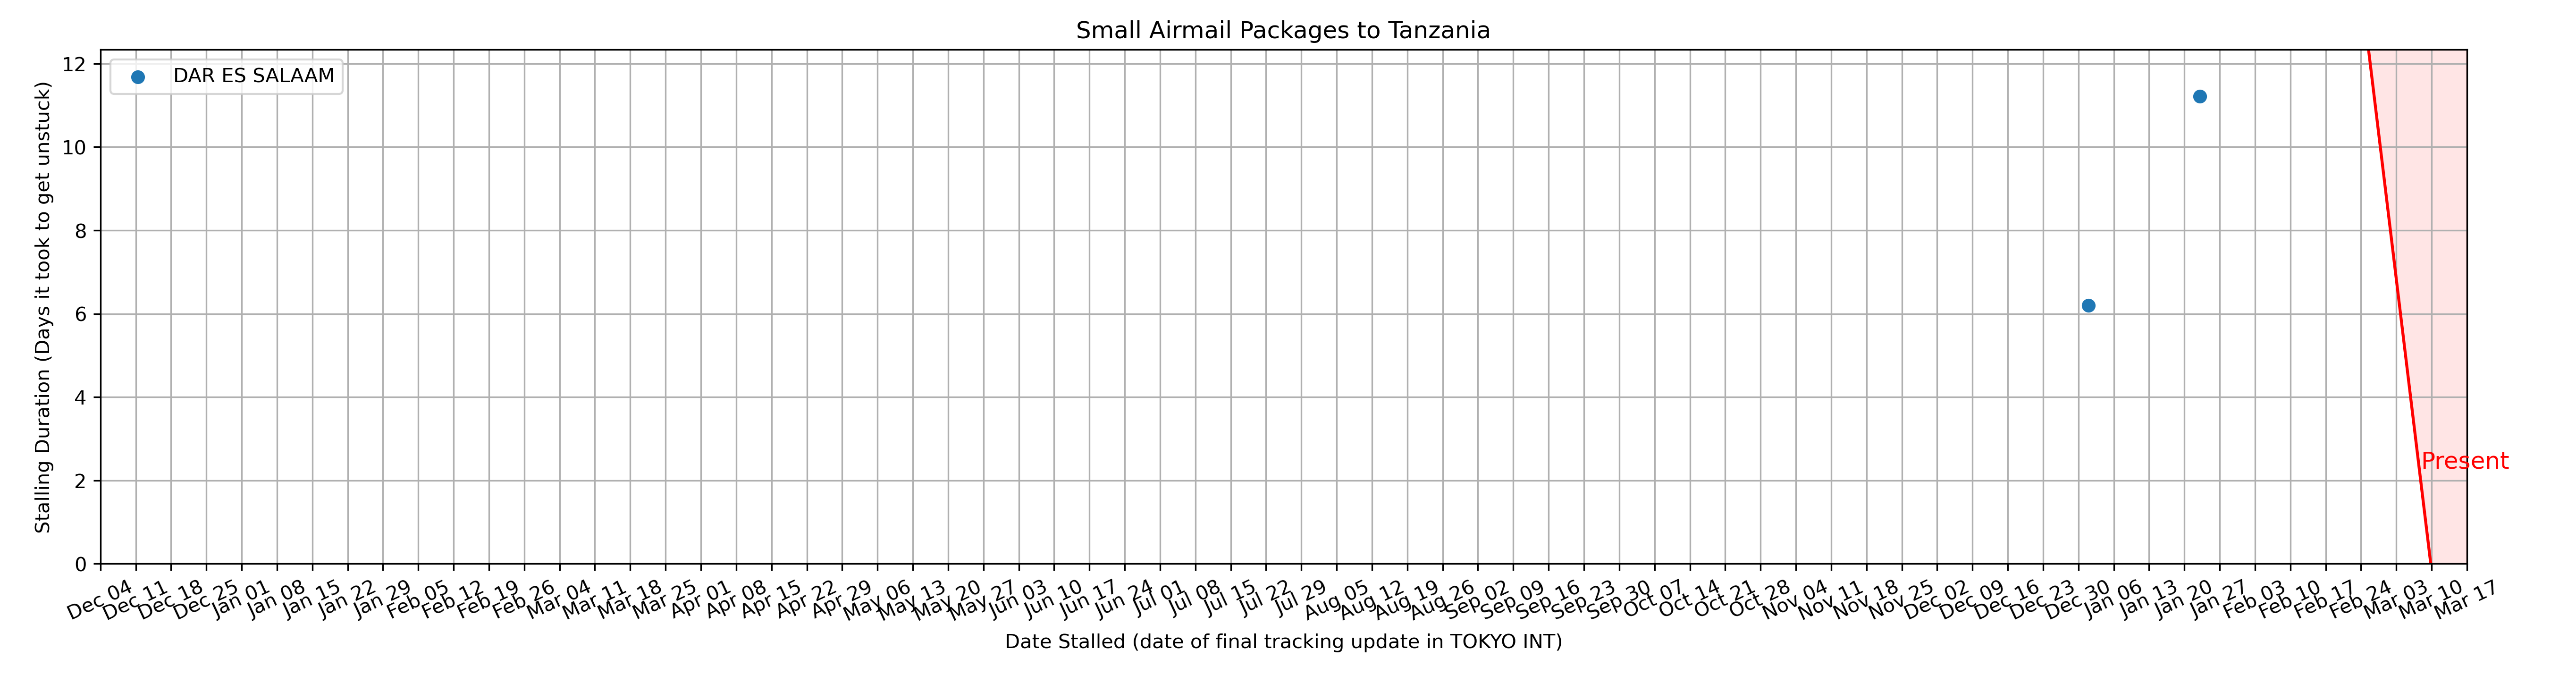 Small Airmail Packages to Tanzania
DAR ES SALAAM
Stalling Duration (Days it took to get unstuck)
12
10
8
6
4
2
0
Present
Dec 04 Dec 11 Dec 18 Dec 25 Jan 01 Jan 08 Jan 15 Jan 22 Jan 29 Feb 05 Feb 12 Feb 19 Feb 26 Mar 04 Mar 11 Mar 18 Mar 25 Apr 01 Apr 08 Apr 15 Apr 22 Apr 29 May 06 May 13 May 20 May 27 Jun 03 Jun 10 Jun 17 Jun 24 Jul 01 Jul 08 Jul 15 Jul 22 Jul 29 Aug 05 Aug 12 Aug 19 Aug 26 Sep 02 Sep 09 Sep 16 Sep 23 Sep 30 Oct 07 Oct 14 Oct 21 Oct 28 Nov 04 Nov 11 Nov 18 Nov 25 Dec 02 Dec 09 Dec 16 Dec 23 Dec 30 Jan 06 Jan 13 Jan 20 Jan 27 Feb 03 Feb 10 Feb 17 Feb 24 Mar 03 Mar 10 Mar 17
Date Stalled (date of final tracking update in TOKYO INT)